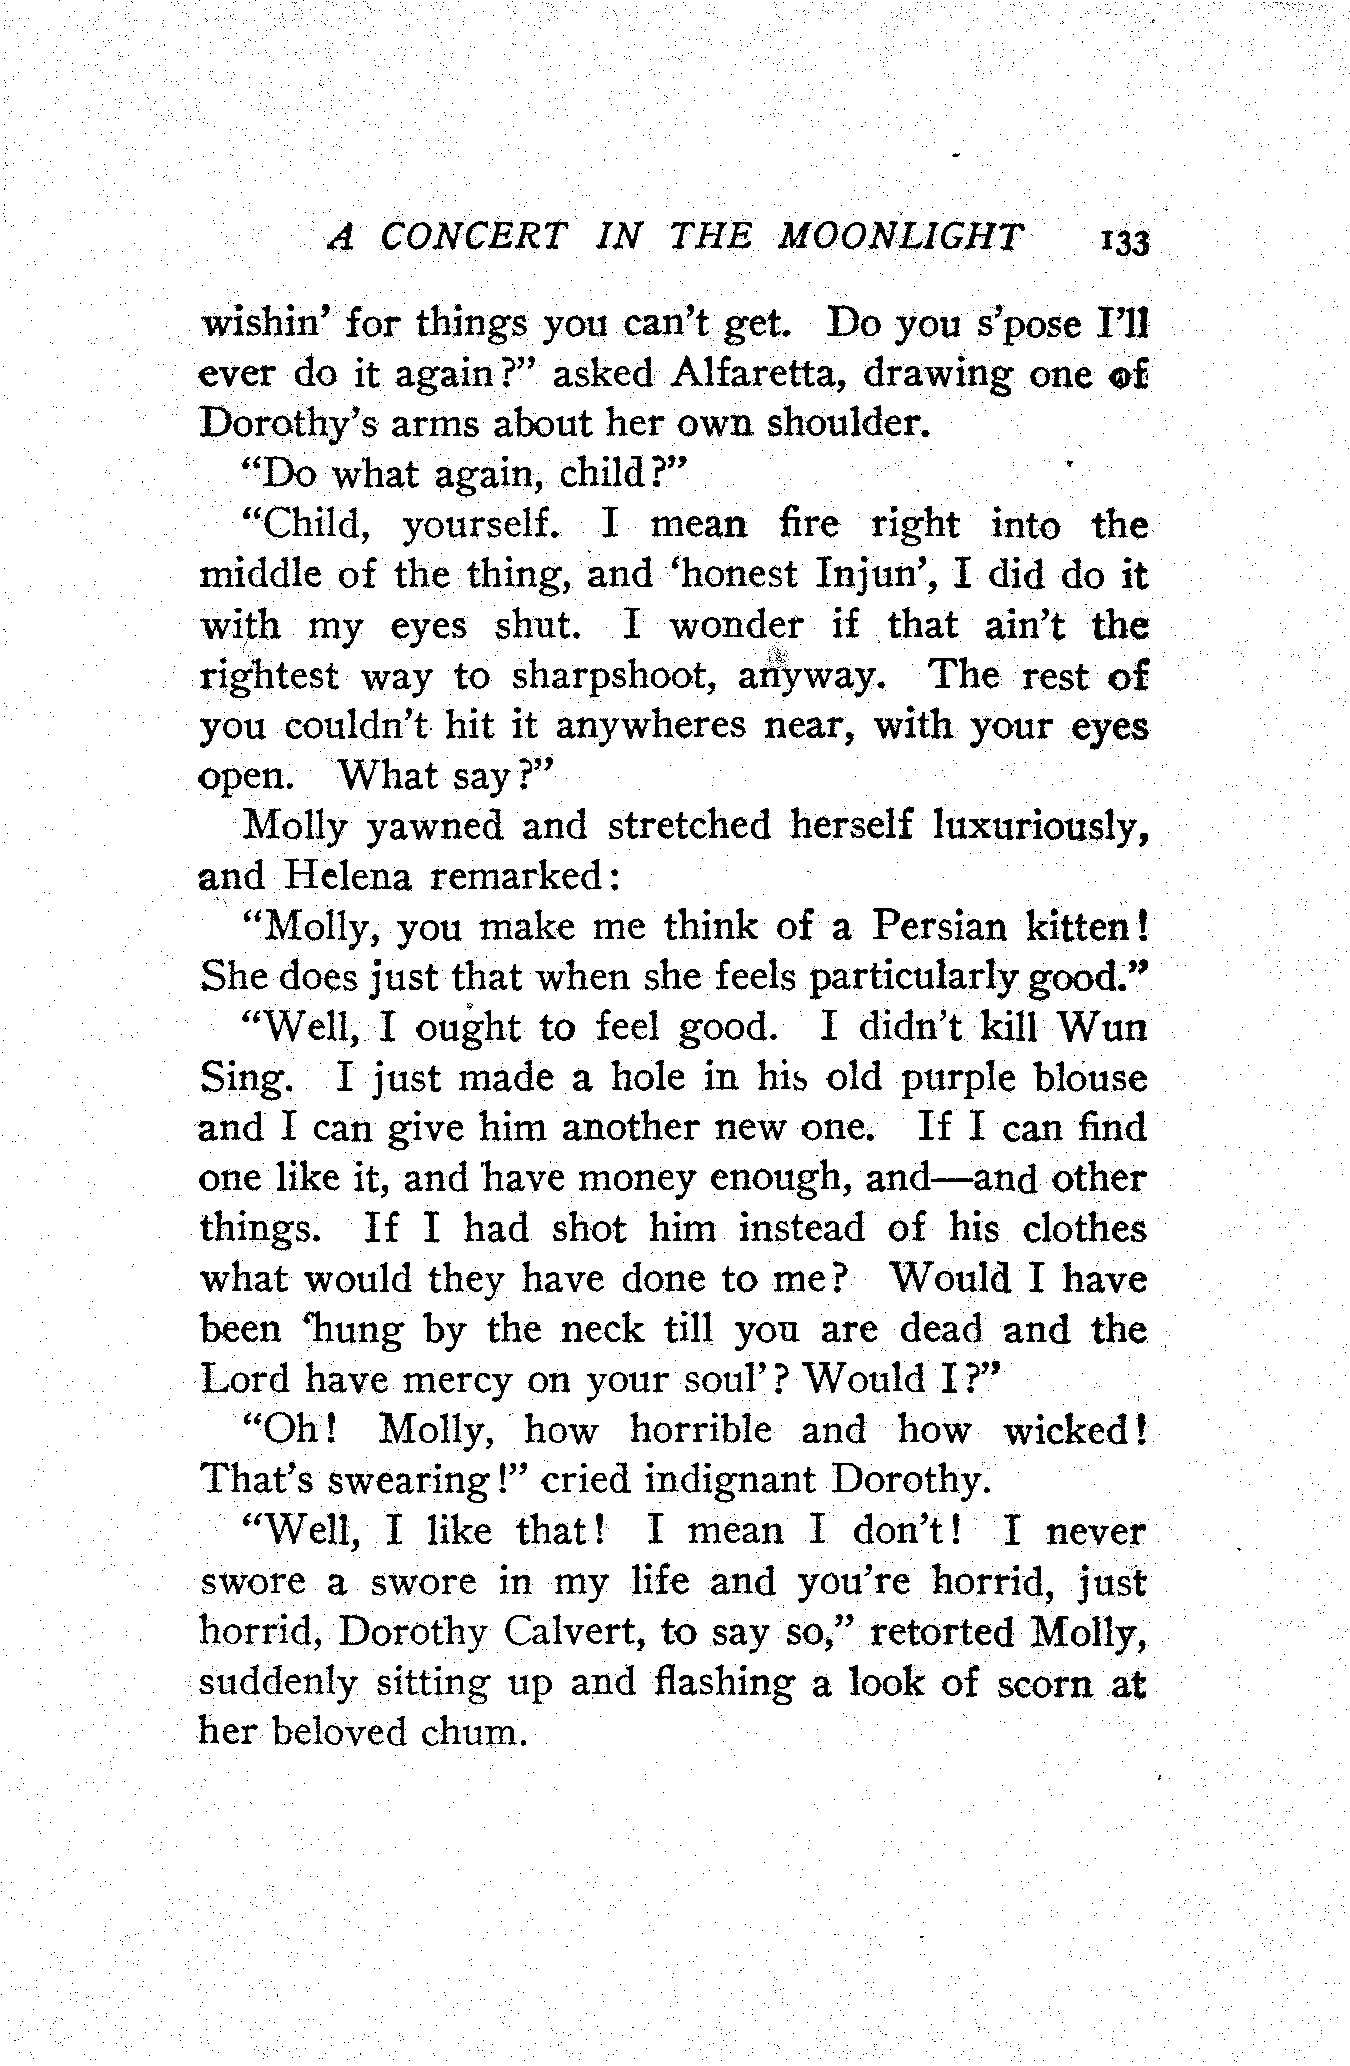 A CONCERT IN THE MOONLIGHT 133
wishin' for things you can't get. Do you s'pose I'll
ever do it again?" asked Alfaretta, drawing one of
Dorothy's arms about her own shoulder.
"Do what again, child?"
"Child, yourself. I mean fire right into the
middle of the thing, and 'honest Injun', I did do it
with my eyes shut. I wonder if that ain't the
rightest way to sharpshoot, anyway. The rest of
you couldn't hit it anywheres near, with your eyes
open. What say?"
Molly yawned and stretched herself luxuriously,
and Helena remarked:
"Molly, you make me think of a Persian kitten!
She does just that when she feels particularly good."
"Well, I ought to feel good. I didn't kill Wun
Sing. I just made a hole in his old purple blouse
and I can give him another new one. If I can find
one like it, and have money enough, and—and other
things. If I had shot him instead of his clothes
what would they have done to me? Would I have
been 'hung by the neck till you are dead and the
Lord have mercy on your soul'? Would I?"
"Oh! Molly, how horrible and how wicked!
That's swearing!" cried indignant Dorothy.
"Well, I like that! I mean I don't! I never
swore a swore in my life and you're horrid, just
horrid, Dorothy Calvert, to say so," retorted Molly,
suddenly sitting up and flashing a look of scorn at
her beloved chum.